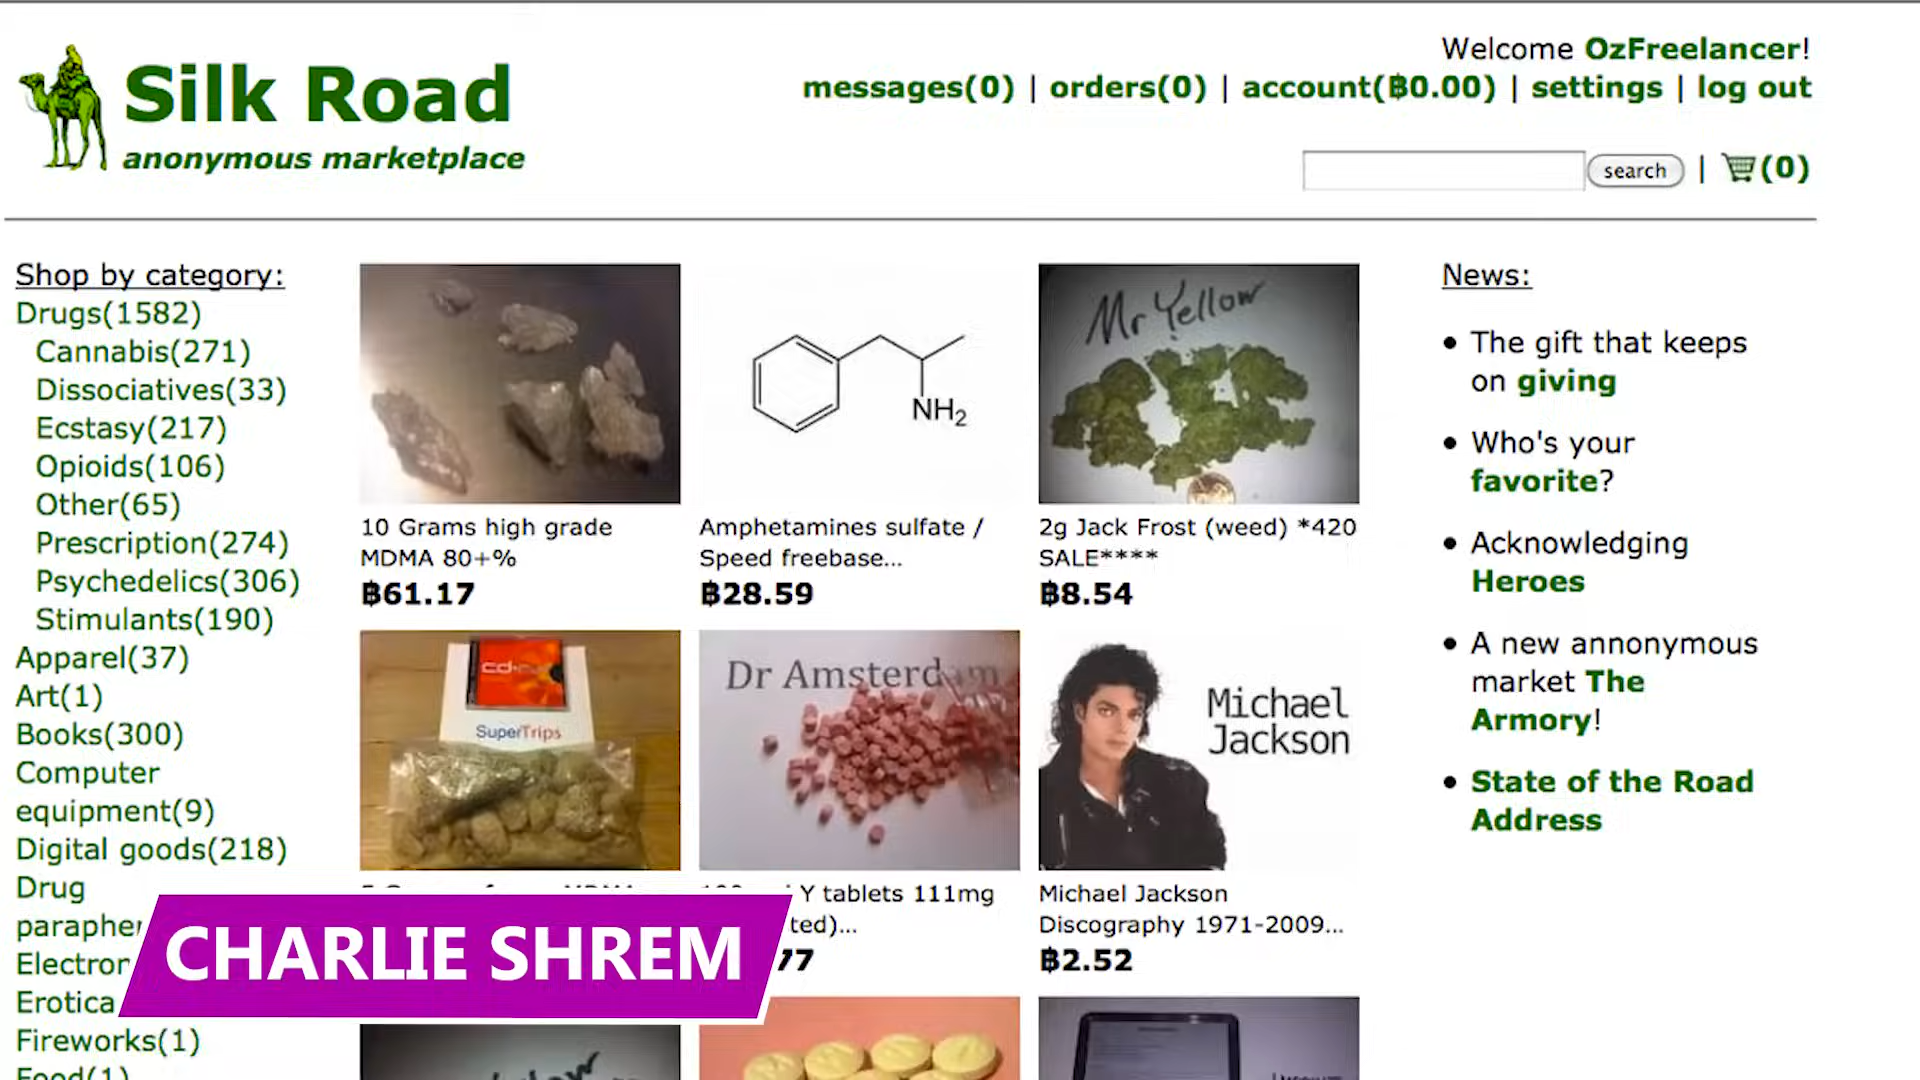 Silk Road
anonymous marketplace
Welcome OzFreelancer!
messages(0) | orders(0) | account(฿0.00) | settings | log out
search | (0)
Shop by category:
Drugs(1582)
Cannabis(271)
Dissociatives(33)
Ecstasy(217)
Opioids(106)
Other(65)
Prescription(274)
Psychedelics(306)
Stimulants(190)
Apparel(37)
Art(1)
Books(300)
Computer
equipment(9)
Digital goods(218)
Drug
Erotica
Fireworks(1)
Food(1)
Mr Yellow
NH2
10 Grams high grade
MDMA 80+%
฿61.17
Amphetamines sulfate /
Speed freebase...
฿28.59
2g Jack Frost (weed) *420
SALE****
฿8.54
SuperTrips
Dr Amsterdam
Michael
Jackson
Y tablets 111mg
Michael Jackson
Discography 1971-2009...
฿2.52
News:
The gift that keeps
on giving
Who's your
favorite?
Acknowledging
Heroes
A new annonymous
market The
Armory!
State of the Road
Address
CHARLIE SHREM